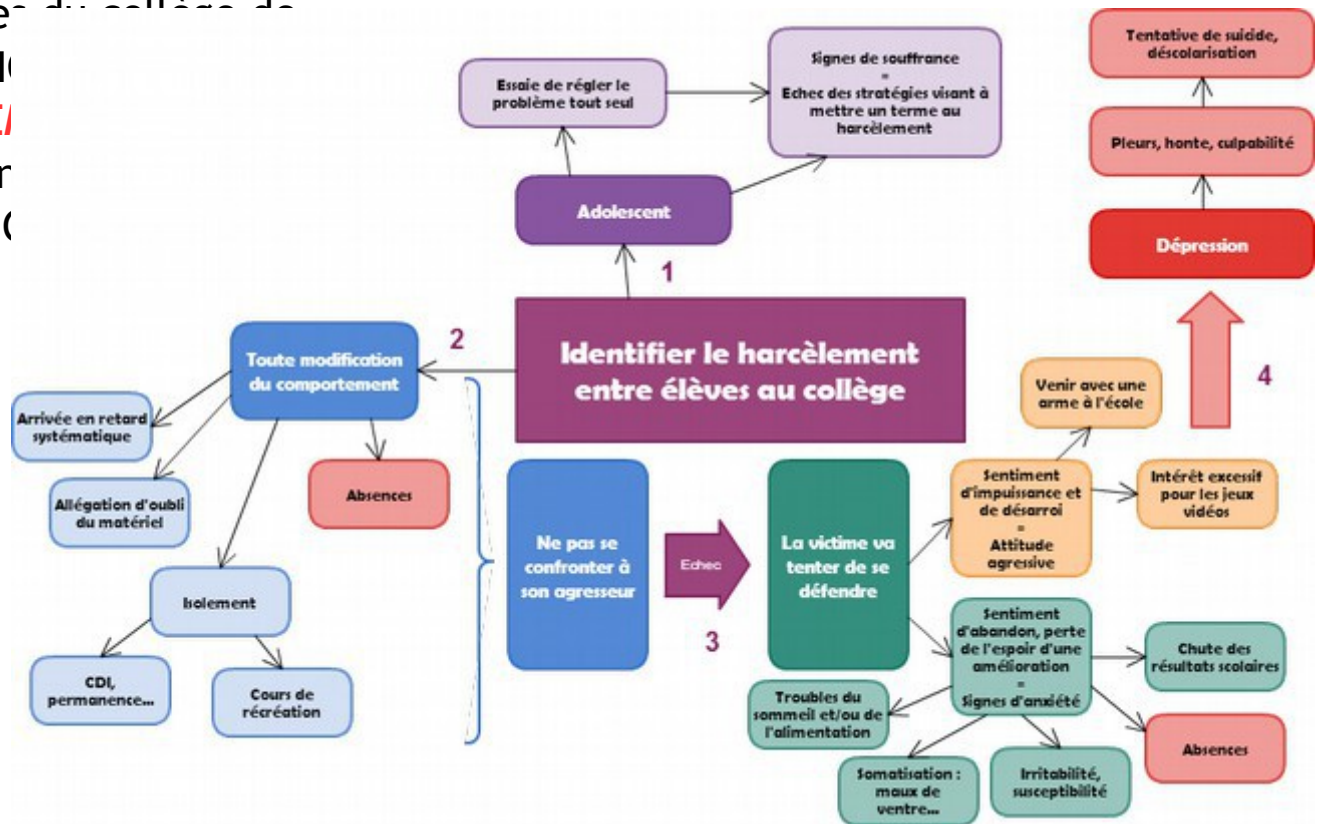 es du collège de
Tentative de suicide,
déscolarisation
Signes de souffrance
=
Echec des stratégies visant à
mettre un terme au
harcèlement
Essaie de régler le
problème tout seul
Pleurs, honte, culpabilité
Adolescent
Dépression
1
2
Identifier le harcèlement
entre élèves au collège
Toute modification
du comportement
4
Venir avec une
arme à l'école
Arrivée en retard
systématique
Absences
Allégation d'oubli
du matériel
Ne pas se
confronter à
son agresseur
Echec
3
La victime va
tenter de se
défendre
Sentiment
d'impuissance et
de désarroi
=
Attitude
agressive
Intérêt excessif
pour les jeux
vidéos
Isolement
CDI,
permanence...
Cours de
récréation
Sentiment
d'abandon, perte
de l'espoir d'une
amélioration
=
Signes d'anxiété
Chute des
résultats scolaires
Troubles du
sommeil et/ou de
l'alimentation
Absences
Somatisation :
maux de
ventre...
Irritabilité,
susceptibilité